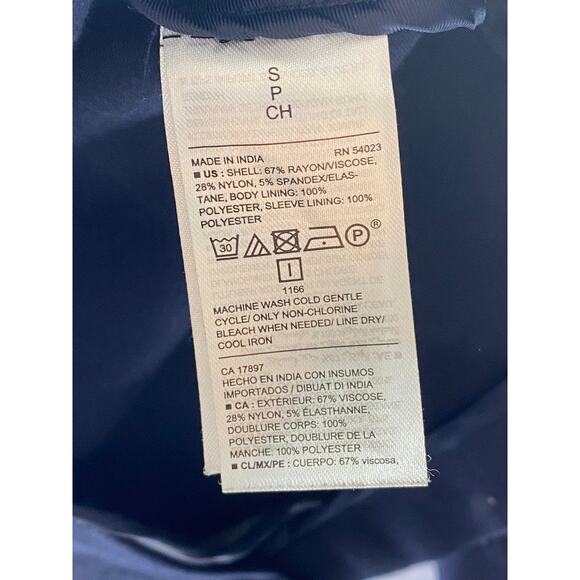 S
P
CH
MADE IN INDIA RN 54023
■ US : SHELL: 67% RAYON/VISCOSE,
28% NYLON, 5% SPANDEX/ELAS-
TANE, BODY LINING: 100%
POLYESTER, SLEEVE LINING: 100%
POLYESTER
30 P ®
I
1166
MACHINE WASH COLD GENTLE
CYCLE/ ONLY NON-CHLORINE
BLEACH WHEN NEEDED/ LINE DRY/
COOL IRON
CA 17897
HECHO EN INDIA CON INSUMOS
IMPORTADOS / DIBUAT DI INDIA
■ CA : EXTÉRIEUR: 67% VISCOSE,
28% NYLON, 5% ÉLASTHANNE,
DOUBLURE CORPS: 100%
POLYESTER, DOUBLURE DE LA
MANCHE: 100% POLYESTER
■ CL/MX/PE : CUERPO: 67% viscosa,